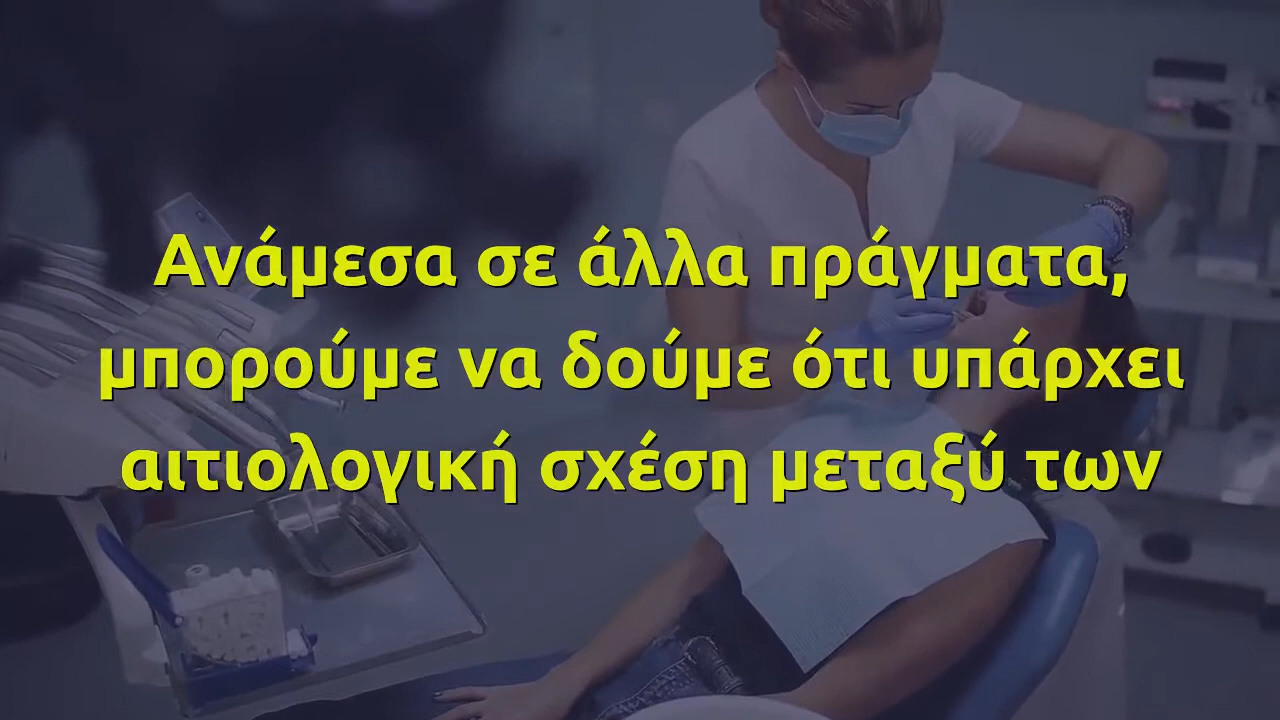 Ανάμεσα σε άλλα πράγματα,
μπορούμε να δούμε ότι υπάρχει
αιτιολογική σχέση μεταξύ των